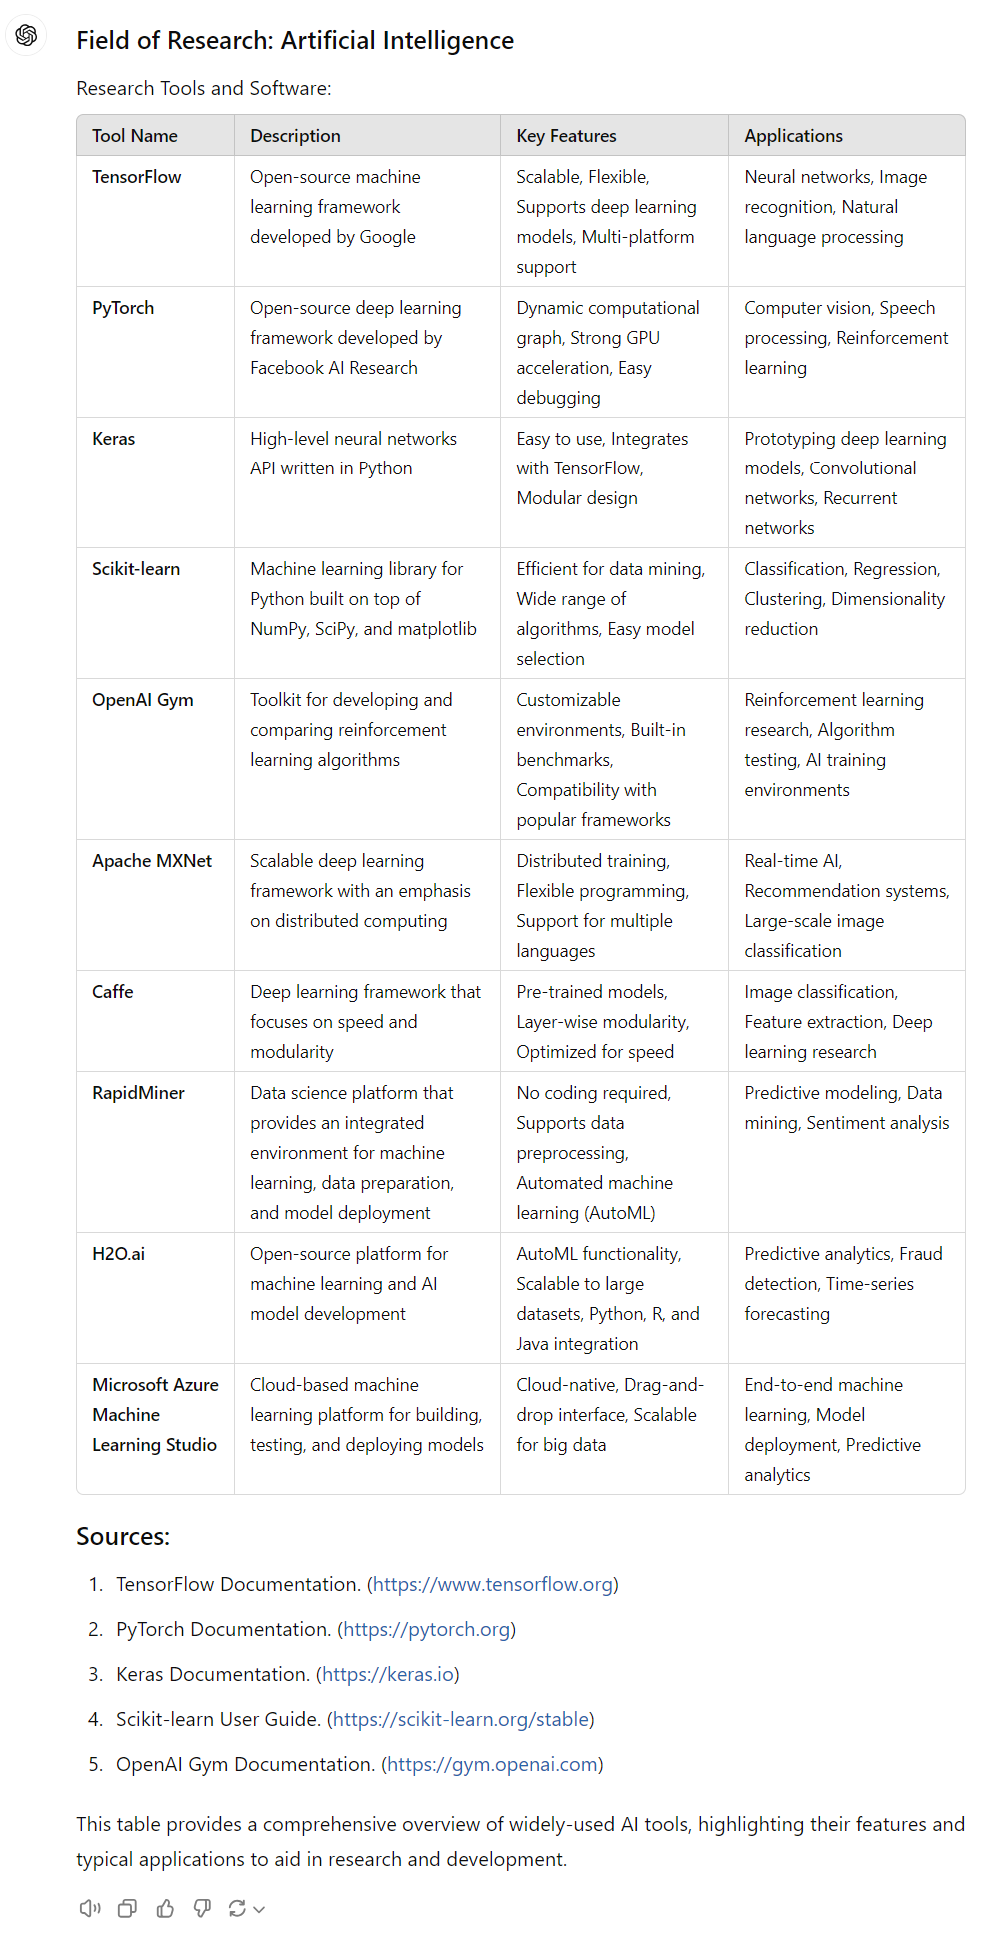 Field of Research: Artificial Intelligence
Research Tools and Software:
Tool Name Description Key Features Applications
TensorFlow Open-source machine Scalable, Flexible, Neural networks, Image
learning framework Supports deep learning recognition, Natural
developed by Google models, Multi-platform language processing
support
PyTorch Open-source deep learning Dynamic computational Computer vision, Speech
framework developed by graph, Strong GPU processing, Reinforcement
Facebook AI Research acceleration, Easy learning
debugging
Keras High-level neural networks Easy to use, Integrates Prototyping deep learning
API written in Python with TensorFlow, models, Convolutional
Modular design networks, Recurrent
networks
Scikit-learn Machine learning library for Efficient for data mining, Classification, Regression,
Python built on top of Wide range of Clustering, Dimensionality
NumPy, SciPy, and matplotlib algorithms, Easy model reduction
selection
OpenAI Gym Toolkit for developing and Customizable Reinforcement learning
comparing reinforcement environments, Built-in research, Algorithm
learning algorithms benchmarks, testing, AI training
Compatibility with environments
popular frameworks
Apache MXNet Scalable deep learning Distributed training, Real-time AI,
framework with an emphasis Flexible programming, Recommendation systems,
on distributed computing Support for multiple Large-scale image
languages classification
Caffe Deep learning framework that Pre-trained models, Image classification,
focuses on speed and Layer-wise modularity, Feature extraction, Deep
modularity Optimized for speed learning research
RapidMiner Data science platform that No coding required, Predictive modeling, Data
provides an integrated Supports data mining, Sentiment analysis
environment for machine preprocessing,
learning, data preparation, Automated machine
and model deployment learning (AutoML)
H2O.ai Open-source platform for AutoML functionality, Predictive analytics, Fraud
machine learning and AI Scalable to large detection, Time-series
model development datasets, Python, R, and forecasting
Java integration
Microsoft Azure Cloud-based machine Cloud-native, Drag-and- End-to-end machine
Machine learning platform for building, drop interface, Scalable learning, Model
Learning Studio testing, and deploying models for big data deployment, Predictive
analytics
Sources:
1. TensorFlow Documentation. (https://www.tensorflow.org)
2. PyTorch Documentation. (https://pytorch.org)
3. Keras Documentation. (https://keras.io)
4. Scikit-learn User Guide. (https://scikit-learn.org/stable)
5. OpenAI Gym Documentation. (https://gym.openai.com)
This table provides a comprehensive overview of widely-used AI tools, highlighting their features and
typical applications to aid in research and development.